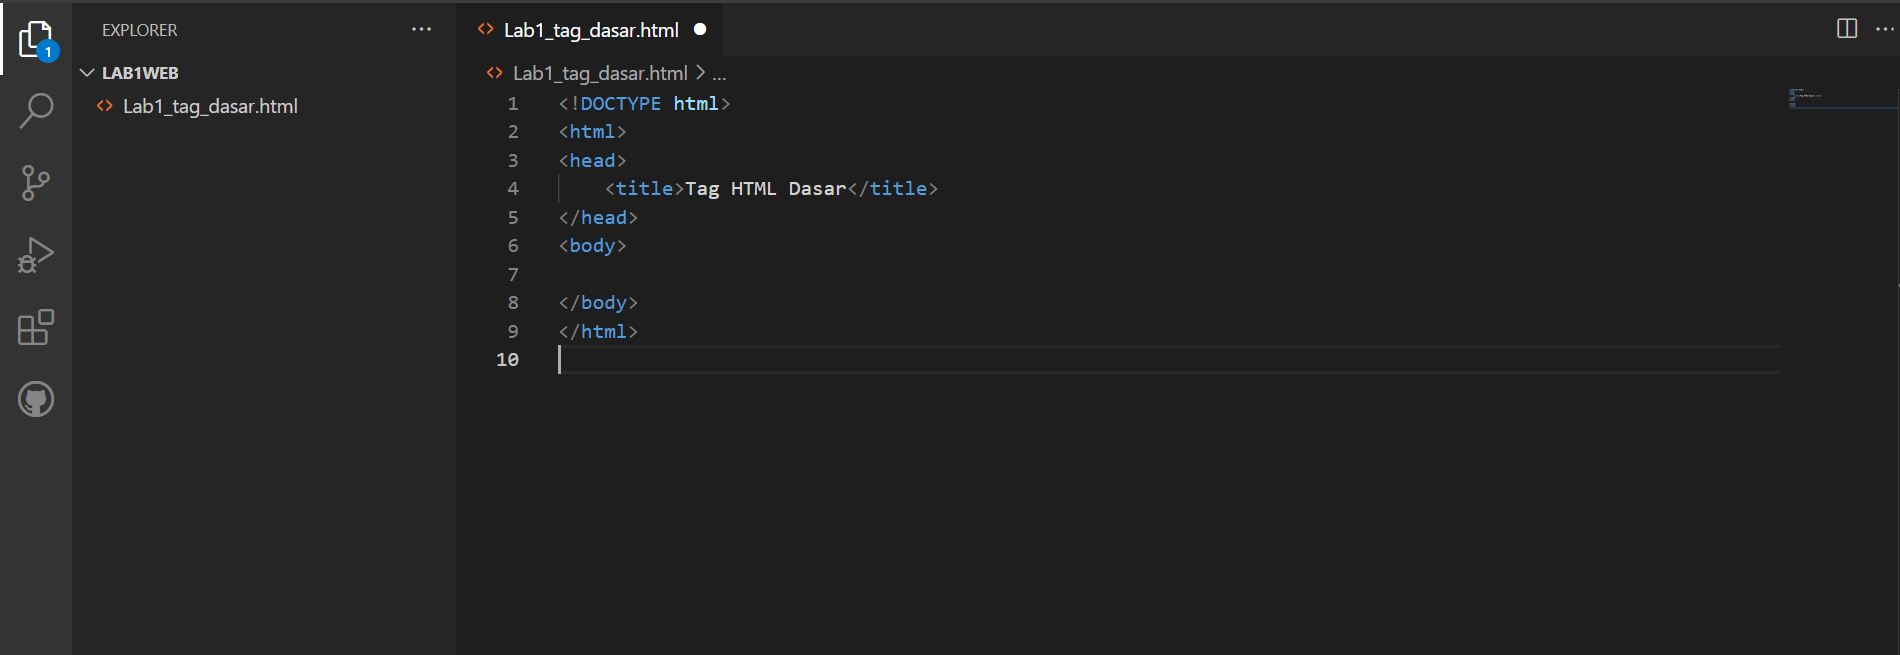 EXPLORER
1
LAB1WEB
Lab1_tag_dasar.html
Lab1_tag_dasar.html
Lab1_tag_dasar.html > ...
1 <!DOCTYPE html>
2 <html>
3 <head>
4     <title>Tag HTML Dasar</title>
5 </head>
6 <body>
7
8 </body>
9 </html>
10